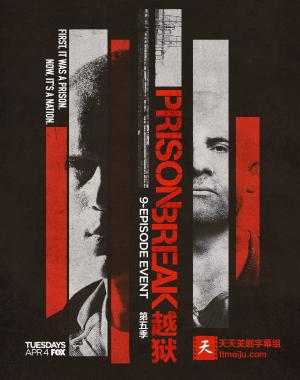 FIRST, IT WAS A PRISON.
NOW, IT'S A NATION.
PRISON BREAK 越狱
9-EPISODE EVENT 第五季
TUESDAYS
APR 4 FOX
天 天天美剧字幕组
ttmeiju.com